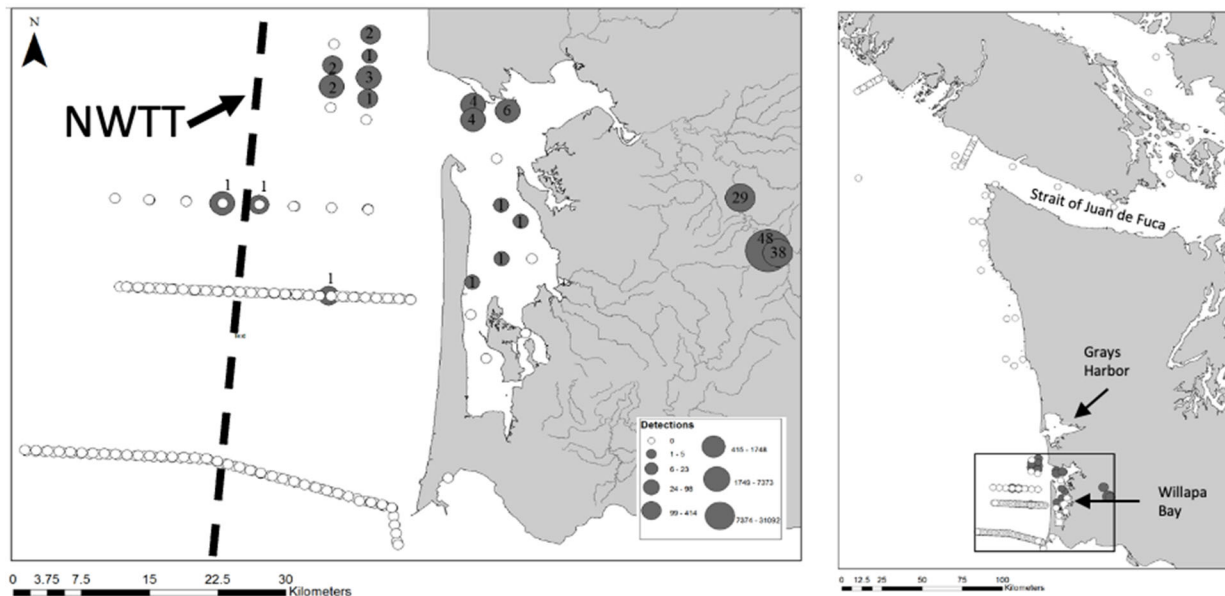 N
NWTT
2
1
2
3
2
1
4
4
6
1
1
1
1
1
1
1
29
48
38
Detections
0
1 - 5
6 - 23
24 - 98
99 - 414
415 - 1748
1749 - 7373
7374 - 31092
0 3.75 7.5 15 22.5 30
Kilometers
Strait of Juan de Fuca
Grays
Harbor
Willapa
Bay
0 12.5 25 50 75 100
Kilometers